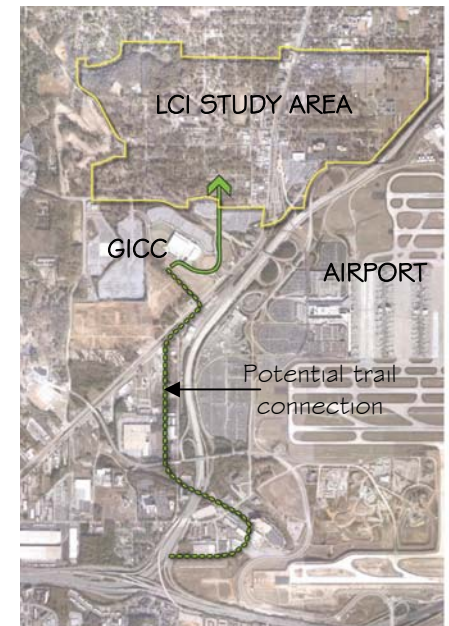 LCI STUDY AREA
GICC
AIRPORT
Potential trail
connection